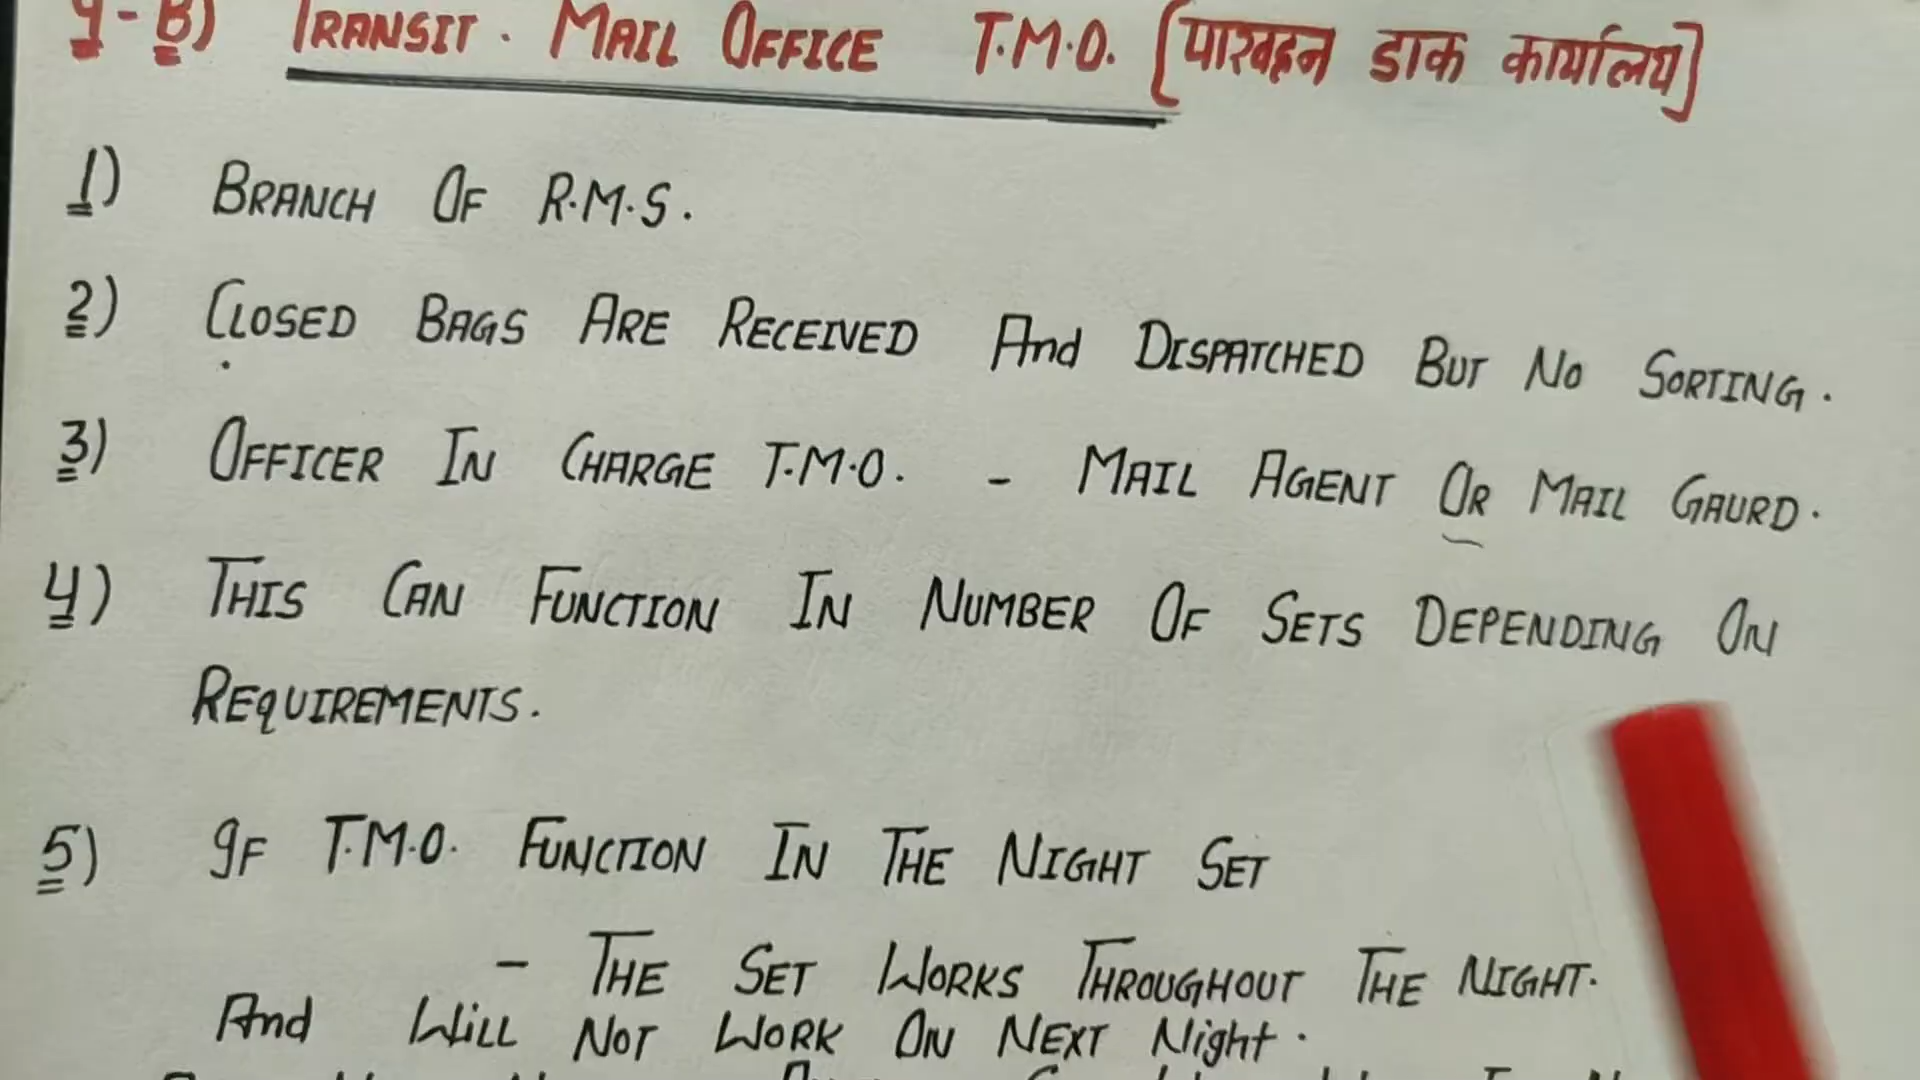 4-B) TRANSIT. MAIL OFFICE T.M.O. [पारवहन डाक कार्यालय]
1) BRANCH OF R.M.S.
2) CLOSED BAGS ARE RECEIVED And DISPATCHED BUT NO SORTING.
3) OFFICER IN CHARGE T.M.O. - MAIL AGENT OR MAIL GAURD.
4) THIS CAN FUNCTION IN NUMBER OF SETS DEPENDING ON
REQUIREMENTS.
5) IF T.M.O. FUNCTION IN THE NIGHT SET
- THE SET WORKS THROUGHOUT THE NIGHT.
And WILL NOT WORK ON NEXT Night.